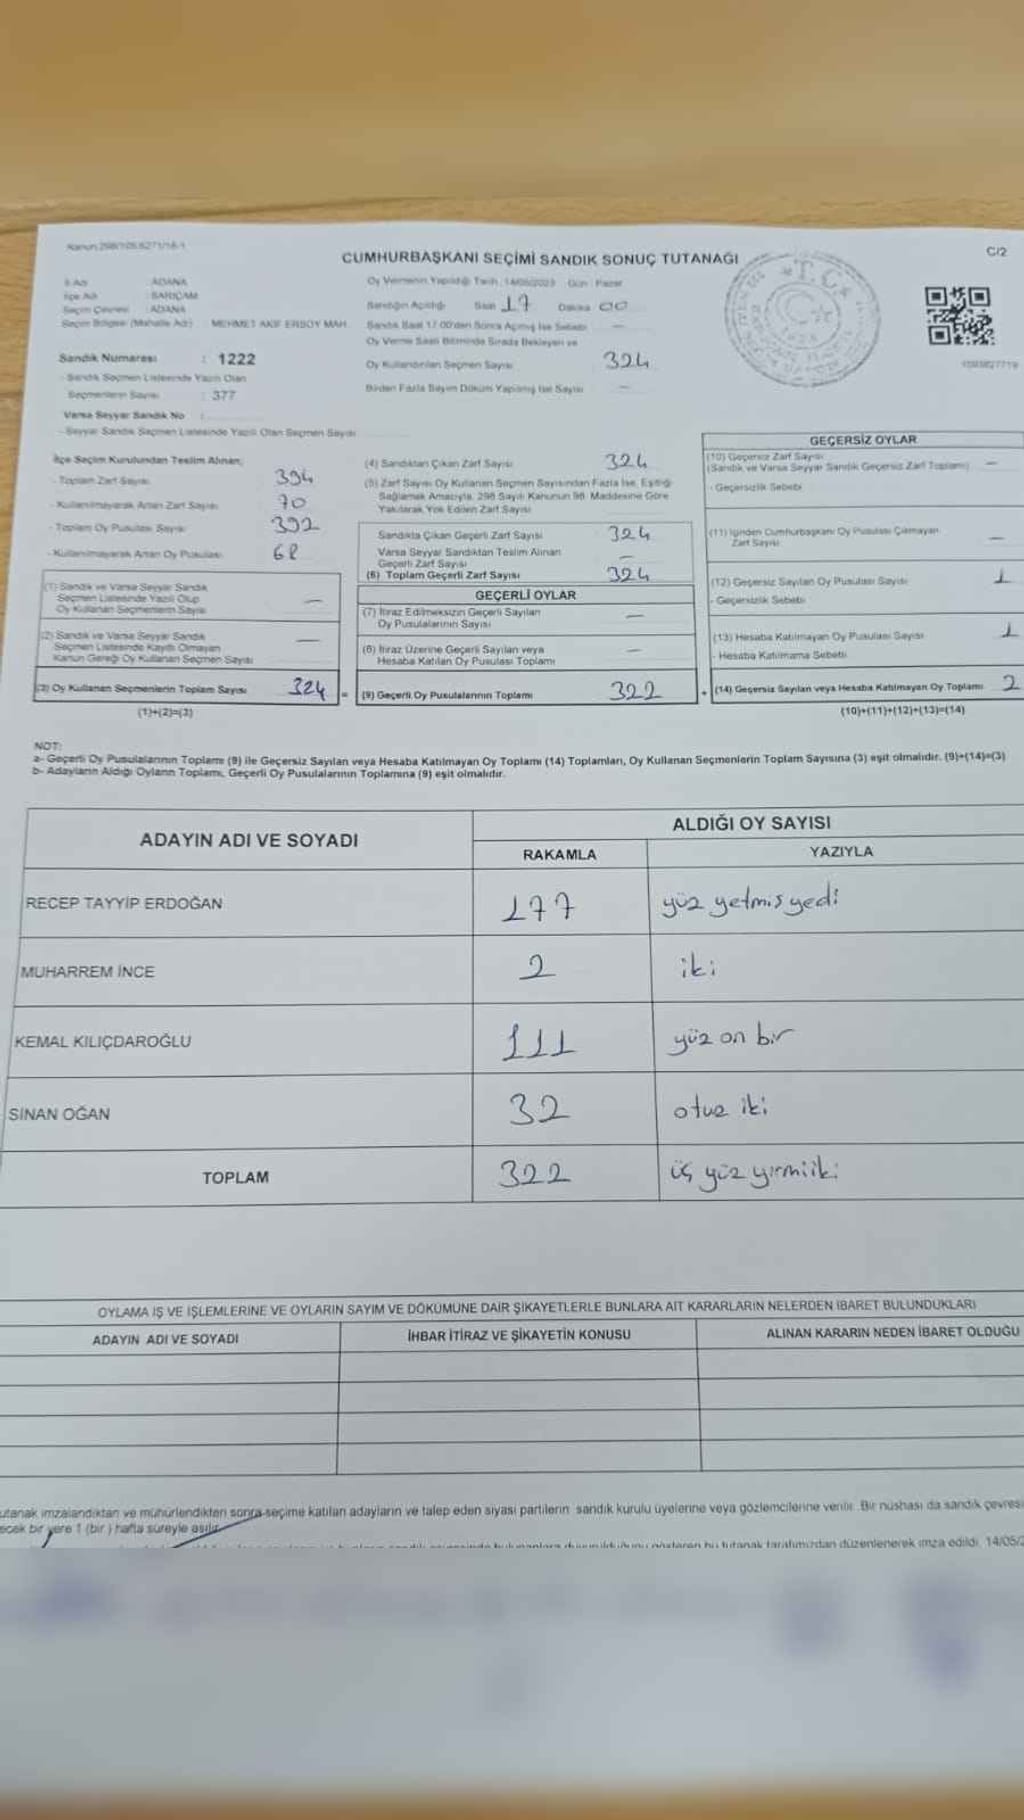 Kanun 298/105 6271/16-1
C/2
CUMHURBAŞKANI SEÇİMİ SANDIK SONUÇ TUTANAĞI
İl Adı : ADANA
İlçe Adı : SARIÇAM
Seçim Çevresi : ADANA
Seçim Bölgesi (Mahalle Adı) : MEHMET AKİF ERSOY MAH.
Sandık Numarası : 1222
- Sandık Seçmen Listesinde Yazılı Olan
Seçmenlerin Sayısı : 377
Varsa Seyyar Sandık No :
- Seyyar Sandık Seçmen Listesinde Yazılı Olan Seçmen Sayısı
Oy Vermenin Yapıldığı Tarih: 14/05/2023 Gün : Pazar
Sandığın Açıldığı Saat 17 Dakika 00
Sandık Saat 17.00'den Sonra Açılmış İse Sebebi —
Oy Verme Saati Bitiminde Sırada Bekleyen ve
Oy Kullandırılan Seçmen Sayısı 324
Birden Fazla Sayım Döküm Yapılmış İse Sayısı —
İlçe Seçim Kurulundan Teslim Alınan;
- Toplam Zarf Sayısı 394
- Kullanılmayarak Artan Zarf Sayısı 70
- Toplam Oy Pusulası Sayısı 392
- Kullanılmayarak Artan Oy Pusulası 68
(1) Sandık ve Varsa Seyyar Sandık
Seçmen Listesinde Yazılı Olup
Oy Kullanan Seçmenlerin Sayısı —
(2) Sandık ve Varsa Seyyar Sandık
Seçmen Listesinde Kayıtlı Olmayan
Kanun Gereği Oy Kullanan Seçmen Sayısı —
(3) Oy Kullanan Seçmenlerin Toplam Sayısı 324 =
(1)+(2)=(3)
(4) Sandıktan Çıkan Zarf Sayısı 324
(5) Zarf Sayısı Oy Kullanan Seçmen Sayısından Fazla İse, Eşitliği
Sağlamak Amacıyla, 298 Sayılı Kanunun 98. Maddesine Göre
Yakılarak Yok Edilen Zarf Sayısı
Sandıkta Çıkan Geçerli Zarf Sayısı 324
Varsa Seyyar Sandıktan Teslim Alınan
Geçerli Zarf Sayısı —
(6) Toplam Geçerli Zarf Sayısı 324
GEÇERLİ OYLAR
(7) İtiraz Edilmeksizin Geçerli Sayılan
Oy Pusulalarının Sayısı —
(8) İtiraz Üzerine Geçerli Sayılan veya
Hesaba Katılan Oy Pusulası Toplamı —
(9) Geçerli Oy Pusulalarının Toplamı 322 +
GEÇERSİZ OYLAR
(10) Geçersiz Zarf Sayısı
(Sandık ve Varsa Seyyar Sandık Geçersiz Zarf Toplamı) —
- Geçersizlik Sebebi
(11) İçinden Cumhurbaşkanı Oy Pusulası Çıkmayan
Zarf Sayısı —
(12) Geçersiz Sayılan Oy Pusulası Sayısı 1
- Geçersizlik Sebebi
(13) Hesaba Katılmayan Oy Pusulası Sayısı 1
- Hesaba Katılmama Sebebi
(14) Geçersiz Sayılan veya Hesaba Katılmayan Oy Toplamı 2
(10)+(11)+(12)+(13)=(14)
NOT:
a- Geçerli Oy Pusulalarının Toplamı (9) ile Geçersiz Sayılan veya Hesaba Katılmayan Oy Toplamı (14) Toplamları, Oy Kullanan Seçmenlerin Toplam Sayısına (3) eşit olmalıdır. (9)+(14)=(3)
b- Adayların Aldığı Oyların Toplamı, Geçerli Oy Pusulalarının Toplamına (9) eşit olmalıdır.
ADAYIN ADI VE SOYADI
ALDIĞI OY SAYISI
RAKAMLA YAZIYLA
RECEP TAYYİP ERDOĞAN 177 yüz yetmiş yedi
MUHARREM İNCE 2 iki
KEMAL KILIÇDAROĞLU 111 yüz on bir
SİNAN OĞAN 32 otuz iki
TOPLAM 322 üç yüz yirmi iki
OYLAMA İŞ VE İŞLEMLERİNE VE OYLARIN SAYIM VE DÖKÜMÜNE DAİR ŞİKAYETLERLE BUNLARA AİT KARARLARIN NELERDEN İBARET BULUNDUKLARI
ADAYIN ADI VE SOYADI İHBAR İTİRAZ VE ŞİKAYETİN KONUSU ALINAN KARARIN NEDEN İBARET OLDUĞU
utanak imzalandıktan ve mühürlendikten sonra seçime katılan adayların ve talep eden siyasi partilerin sandık kurulu üyelerine veya gözlemcilerine verilir. Bir nüshası da sandık çevresi
ecek bir yere 1 (bir ) hafta süreyle asılır.
bu tutanak tarafımızdan düzenlenerek imza edildi. 14/05/2